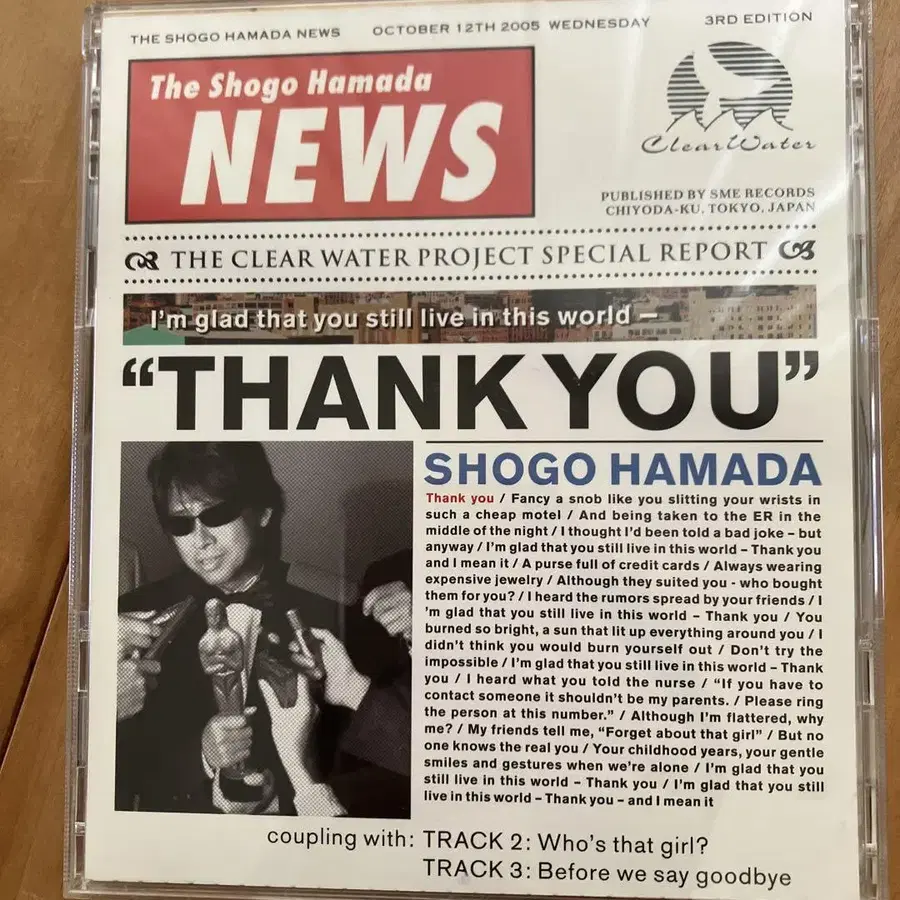 THE SHOGO HAMADA NEWS OCTOBER 12TH 2005 WEDNESDAY 3RD EDITION
The Shogo Hamada
NEWS
ClearWater
PUBLISHED BY SME RECORDS
CHIYODA-KU, TOKYO, JAPAN
THE CLEAR WATER PROJECT SPECIAL REPORT
I'm glad that you still live in this world –
“THANK YOU”
SHOGO HAMADA
Thank you / Fancy a snob like you slitting your wrists in
such a cheap motel / And being taken to the ER in the
middle of the night / I thought I'd been told a bad joke – but
anyway / I'm glad that you still live in this world – Thank you
and I mean it / A purse full of credit cards / Always wearing
expensive jewelry / Although they suited you - who bought
them for you? / I heard the rumors spread by your friends / I
'm glad that you still live in this world – Thank you / You
burned so bright, a sun that lit up everything around you / I
didn't think you would burn yourself out / Don't try the
impossible / I'm glad that you still live in this world – Thank
you / I heard what you told the nurse / “If you have to
contact someone it shouldn't be my parents. / Please ring
the person at this number.” / Although I'm flattered, why
me? / My friends tell me, “Forget about that girl” / But no
one knows the real you / Your childhood years, your gentle
smiles and gestures when we're alone / I'm glad that you
still live in this world – Thank you / I'm glad that you still
live in this world – Thank you – and I mean it
coupling with: TRACK 2: Who's that girl?
TRACK 3: Before we say goodbye